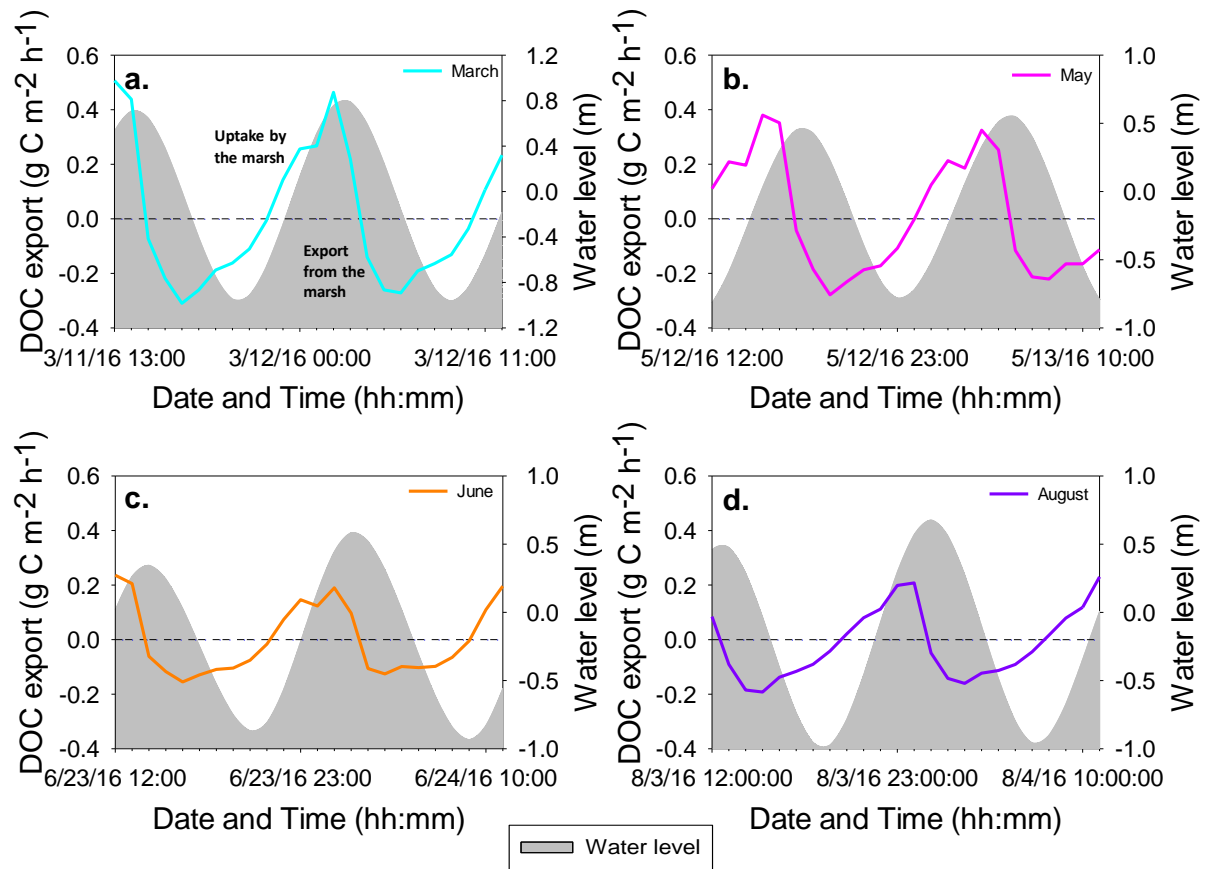 a.
March
DOC export (g C m-2 h-1)
0.6
0.4
0.2
0.0
-0.2
-0.4
Uptake by
the marsh
Export
from the
marsh
1.2
0.8
0.4
0.0
-0.4
-0.8
-1.2
Water level (m)
3/11/16 13:00
3/12/16 00:00
3/12/16 11:00
Date and Time (hh:mm)
b.
May
DOC export (g C m-2 h-1)
0.6
0.4
0.2
0.0
-0.2
-0.4
1.0
0.5
0.0
-0.5
-1.0
Water level (m)
5/12/16 12:00
5/12/16 23:00
5/13/16 10:00
Date and Time (hh:mm)
c.
June
DOC export (g C m-2 h-1)
0.6
0.4
0.2
0.0
-0.2
-0.4
1.0
0.5
0.0
-0.5
-1.0
Water level (m)
6/23/16 12:00
6/23/16 23:00
6/24/16 10:00
Date and Time (hh:mm)
d.
August
DOC export (g C m-2 h-1)
0.6
0.4
0.2
0.0
-0.2
-0.4
1.0
0.5
0.0
-0.5
-1.0
Water level (m)
8/3/16 12:00:00
8/3/16 23:00:00
8/4/16 10:00:00
Date and Time (hh:mm)
Water level